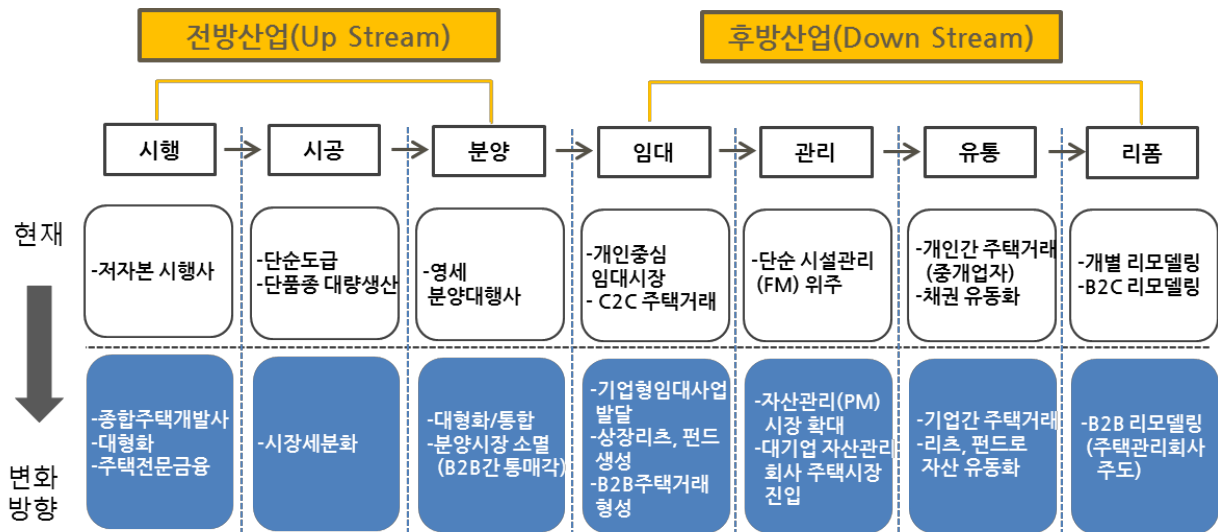 전방산업(Up Stream)
후방산업(Down Stream)
시행
시공
분양
임대
관리
유통
리폼
현재
-저자본 시행사
-단순도급
-단품종 대량생산
-영세
분양대행사
-개인중심
임대시장
- C2C 주택거래
-단순 시설관리
(FM) 위주
-개인간 주택거래
(중개업자)
-채권 유동화
-개별 리모델링
-B2C 리모델링
변화
방향
-종합주택개발사
-대형화
-주택전문금융
-시장세분화
-대형화/통합
-분양시장 소멸
(B2B간 통매각)
-기업형임대사업
발달
-상장리츠, 펀드
생성
-B2B주택거래
형성
-자산관리(PM)
시장 확대
-대기업 자산관리
회사 주택시장
진입
-기업간 주택거래
-리츠, 펀드로
자산 유동화
-B2B 리모델링
(주택관리회사
주도)